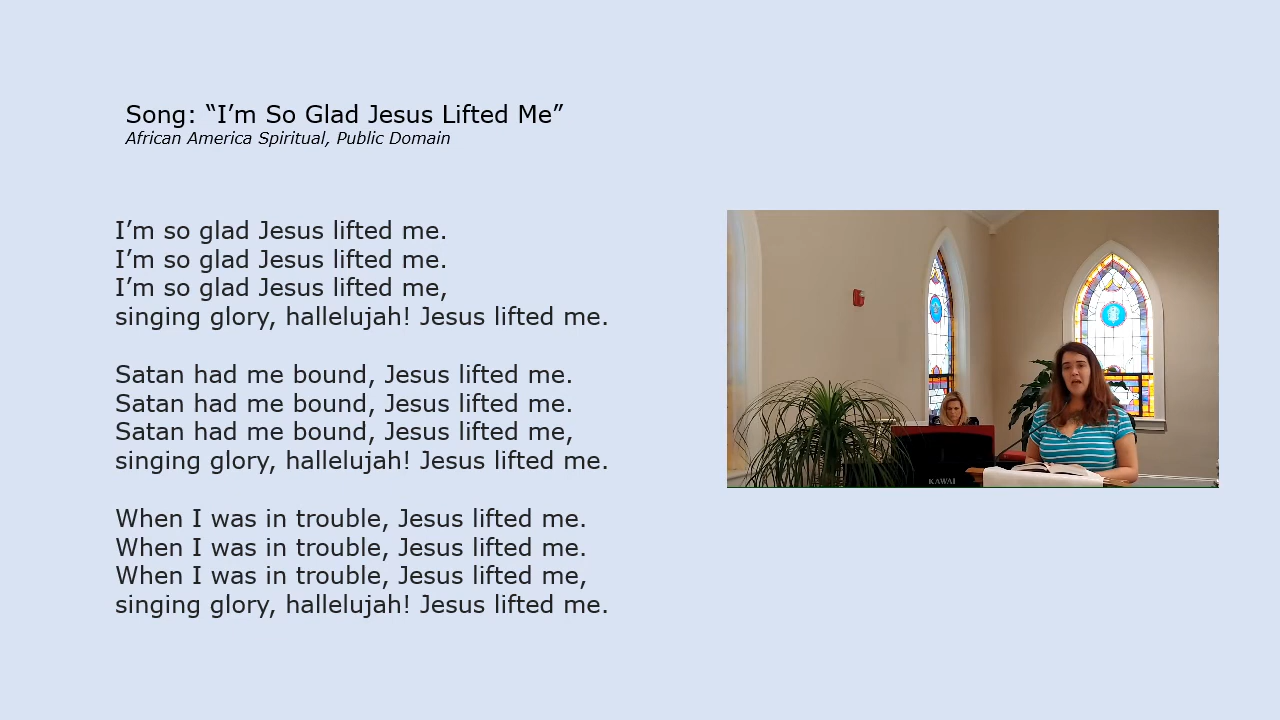 Song: “I’m So Glad Jesus Lifted Me”
African America Spiritual, Public Domain
I’m so glad Jesus lifted me.
I’m so glad Jesus lifted me.
I’m so glad Jesus lifted me,
singing glory, hallelujah! Jesus lifted me.
Satan had me bound, Jesus lifted me.
Satan had me bound, Jesus lifted me.
Satan had me bound, Jesus lifted me,
singing glory, hallelujah! Jesus lifted me.
When I was in trouble, Jesus lifted me.
When I was in trouble, Jesus lifted me.
When I was in trouble, Jesus lifted me,
singing glory, hallelujah! Jesus lifted me.
KAWAI